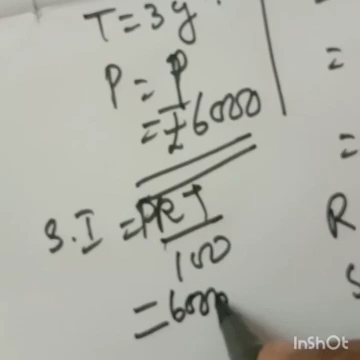 T = 3y
P = P
= ₹6000
S.I = PRT
100
= 6000
=
=
R
S
InShOt